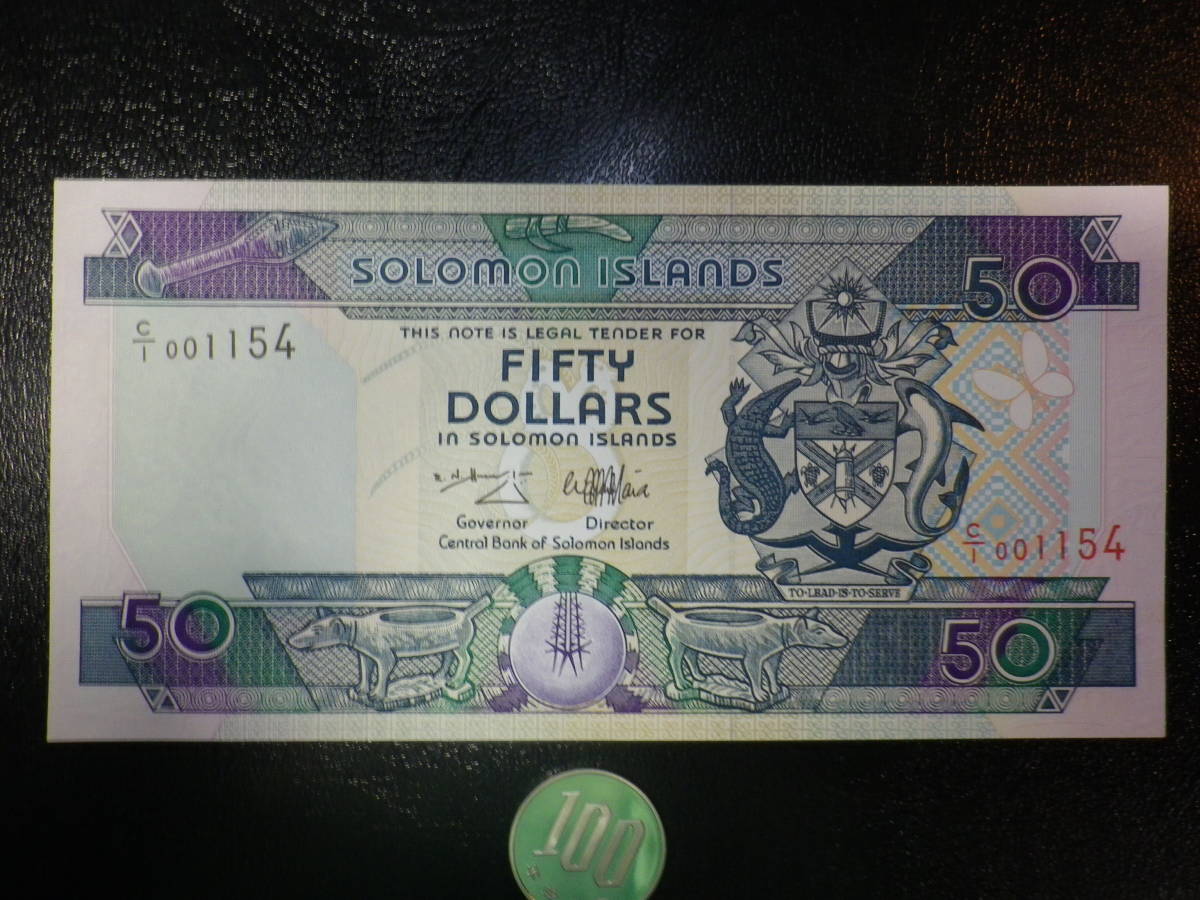 SOLOMON ISLANDS
50
C/1 001154
THIS NOTE IS LEGAL TENDER FOR
FIFTY
DOLLARS
IN SOLOMON ISLANDS
Governor Director
Central Bank of Solomon Islands
C/1 001154
TO·LEAD·IS·TO·SERVE
50
50
100